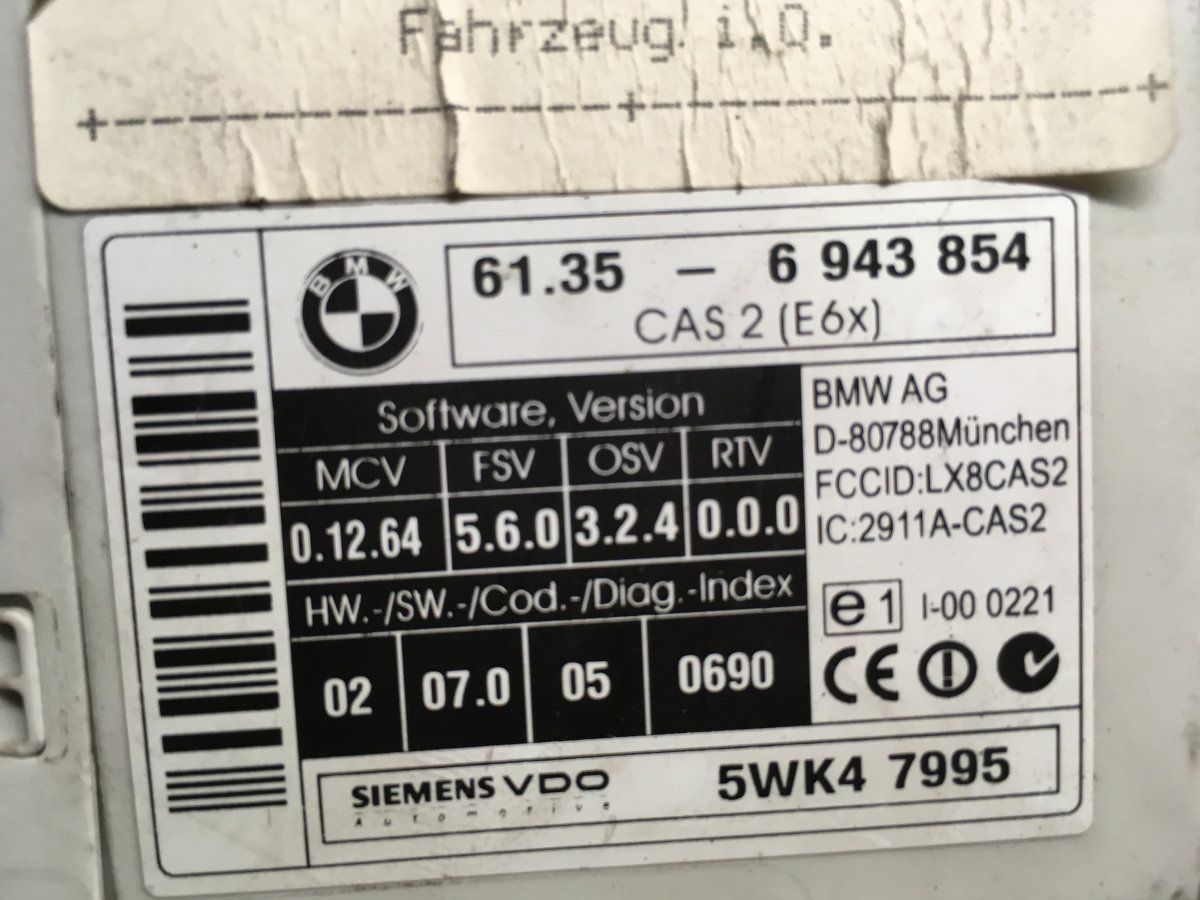 Fahrzeug i.O.
+--------------+--------------+
BMW
61.35 - 6 943 854
CAS 2 (E6x)
Software, Version
MCV FSV OSV RTV
0.12.64 5.6.0 3.2.4 0.0.0
HW.-/SW.-/Cod.-/Diag.-Index
02 07.0 05 0690
BMW AG
D-80788München
FCCID:LX8CAS2
IC:2911A-CAS2
e1 I-00 0221
CE
SIEMENS VDO
Automotive
5WK4 7995